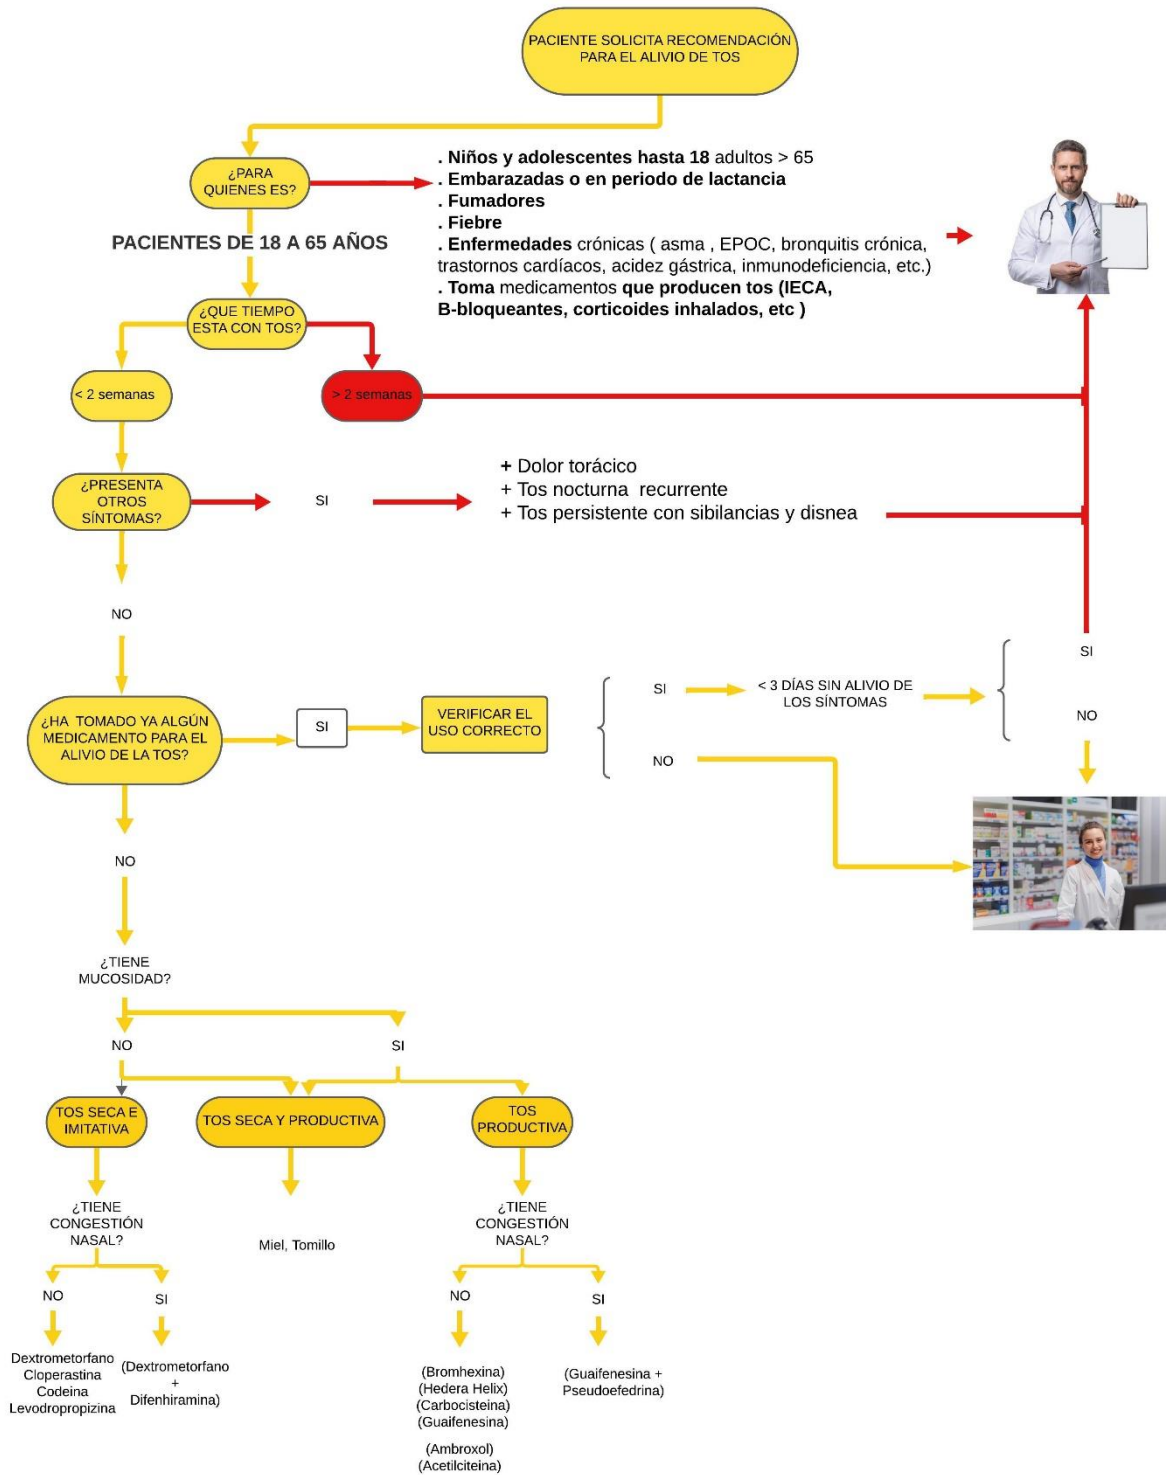 PACIENTE SOLICITA RECOMENDACIÓN
PARA EL ALIVIO DE TOS
¿PARA
QUIENES ES?
. Niños y adolescentes hasta 18 adultos > 65
. Embarazadas o en periodo de lactancia
. Fumadores
. Fiebre
. Enfermedades crónicas ( asma , EPOC, bronquitis crónica,
trastornos cardíacos, acidez gástrica, inmunodeficiencia, etc.)
. Toma medicamentos que producen tos (IECA,
B-bloqueantes, corticoides inhalados, etc )
PACIENTES DE 18 A 65 AÑOS
¿QUE TIEMPO
ESTA CON TOS?
< 2 semanas
> 2 semanas
¿PRESENTA
OTROS
SÍNTOMAS?
SI
+ Dolor torácico
+ Tos nocturna recurrente
+ Tos persistente con sibilancias y disnea
NO
¿HA TOMADO YA ALGÚN
MEDICAMENTO PARA EL
ALIVIO DE LA TOS?
SI
VERIFICAR EL
USO CORRECTO
SI
NO
< 3 DÍAS SIN ALIVIO DE
LOS SÍNTOMAS
SI
NO
NO
¿TIENE
MUCOSIDAD?
NO
SI
TOS SECA E
IMITATIVA
TOS SECA Y PRODUCTIVA
TOS
PRODUCTIVA
¿TIENE
CONGESTIÓN
NASAL?
Miel, Tomillo
¿TIENE
CONGESTIÓN
NASAL?
NO
SI
NO
SI
Dextrometorfano
Cloperastina
Codeina
Levodropropizina
(Dextrometorfano
+
Difenhiramina)
(Bromhexina)
(Hedera Helix)
(Carbocisteina)
(Guaifenesina)
(Ambroxol)
(Acetilciteina)
(Guaifenesina +
Pseudoefedrina)